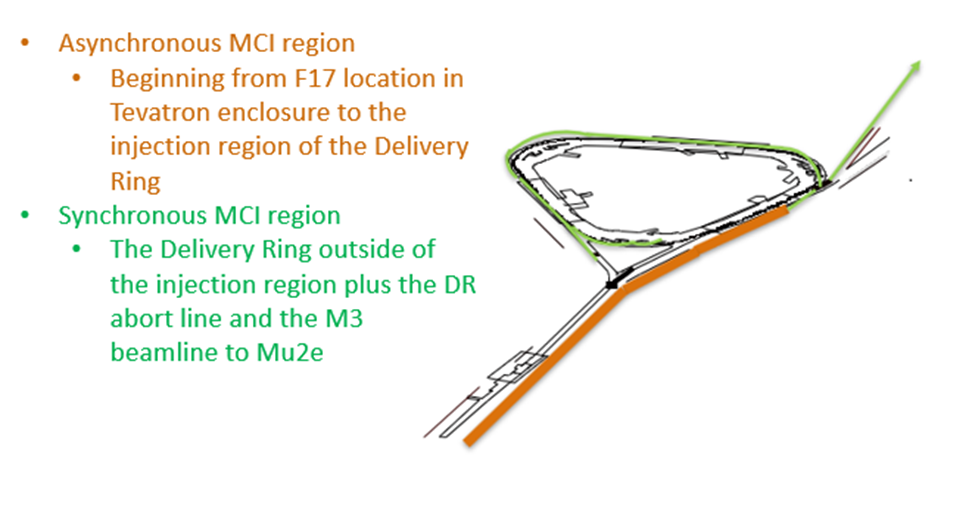 • Asynchronous MCI region
• Beginning from F17 location in
Tevatron enclosure to the
injection region of the Delivery
Ring
• Synchronous MCI region
• The Delivery Ring outside of
the injection region plus the DR
abort line and the M3
beamline to Mu2e